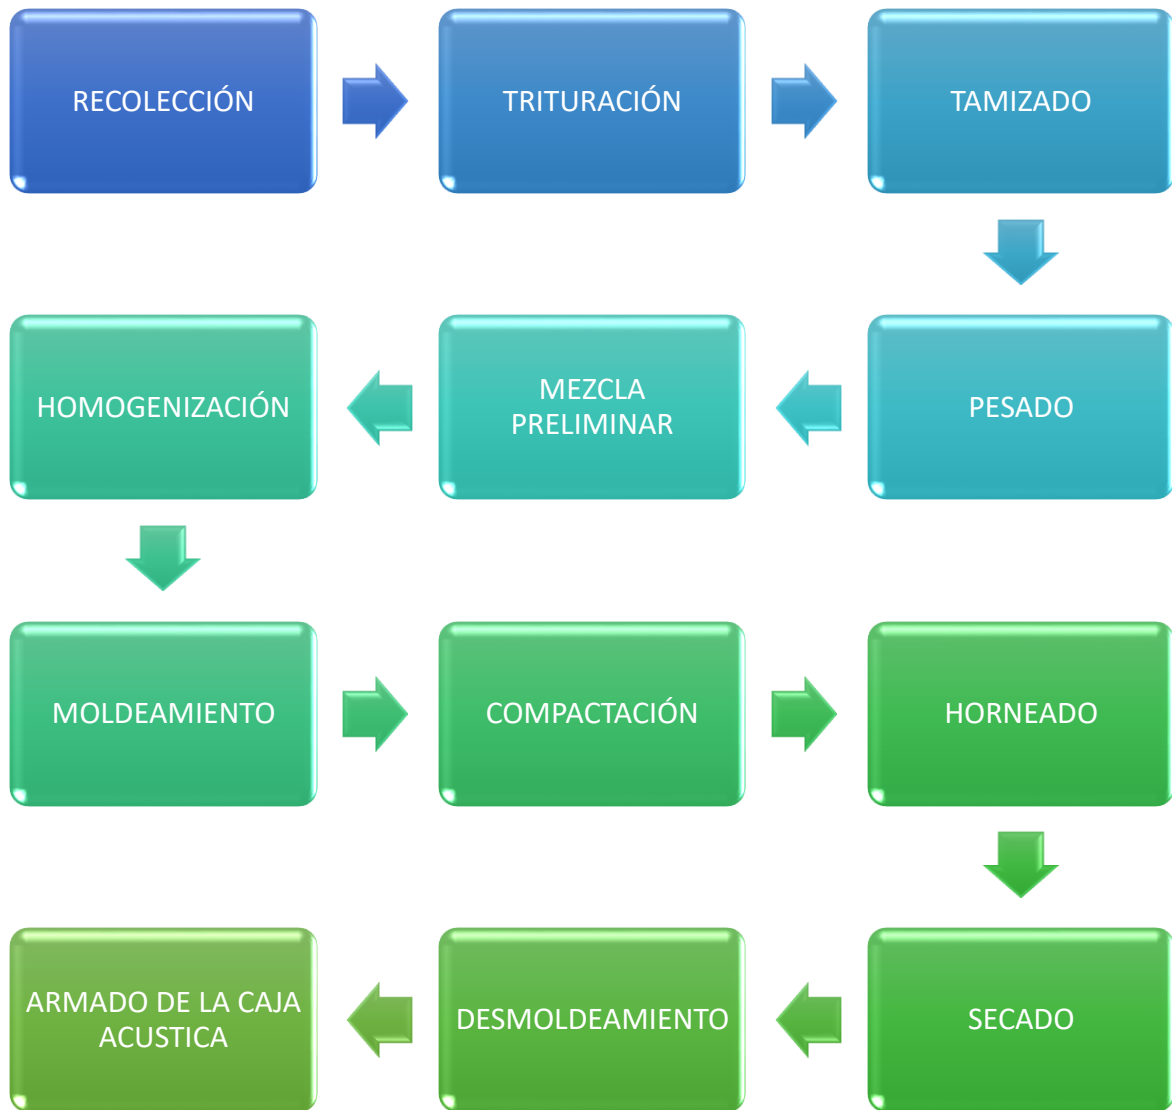 RECOLECCIÓN
TRITURACIÓN
TAMIZADO
PESADO
MEZCLA
PRELIMINAR
HOMOGENIZACIÓN
MOLDEAMIENTO
COMPACTACIÓN
HORNEADO
SECADO
DESMOLDEAMIENTO
ARMADO DE LA CAJA
ACUSTICA